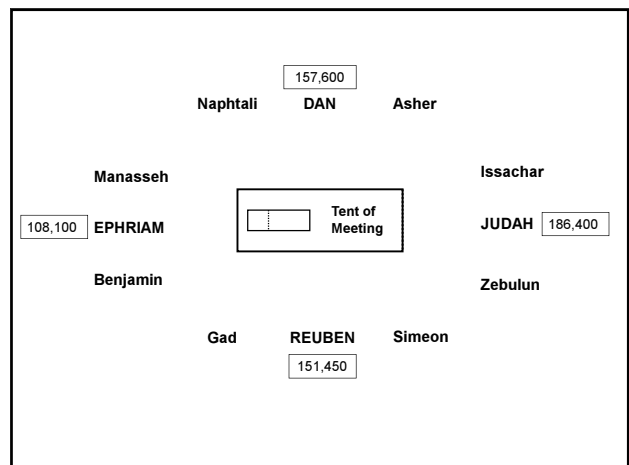 157,600
Naphtali DAN Asher
Manasseh
Issachar
Tent of
Meeting
108,100 EPHRIAM
JUDAH 186,400
Benjamin
Zebulun
Gad REUBEN Simeon
151,450